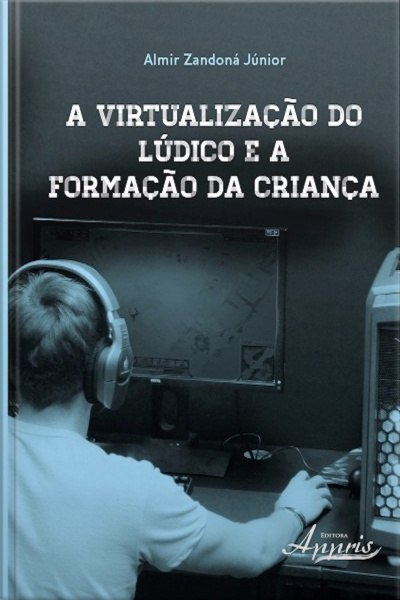 Almir Zandoná Júnior
A VIRTUALIZAÇÃO DO
LÚDICO E A
FORMAÇÃO DA CRIANÇA
EDITORA
Appris